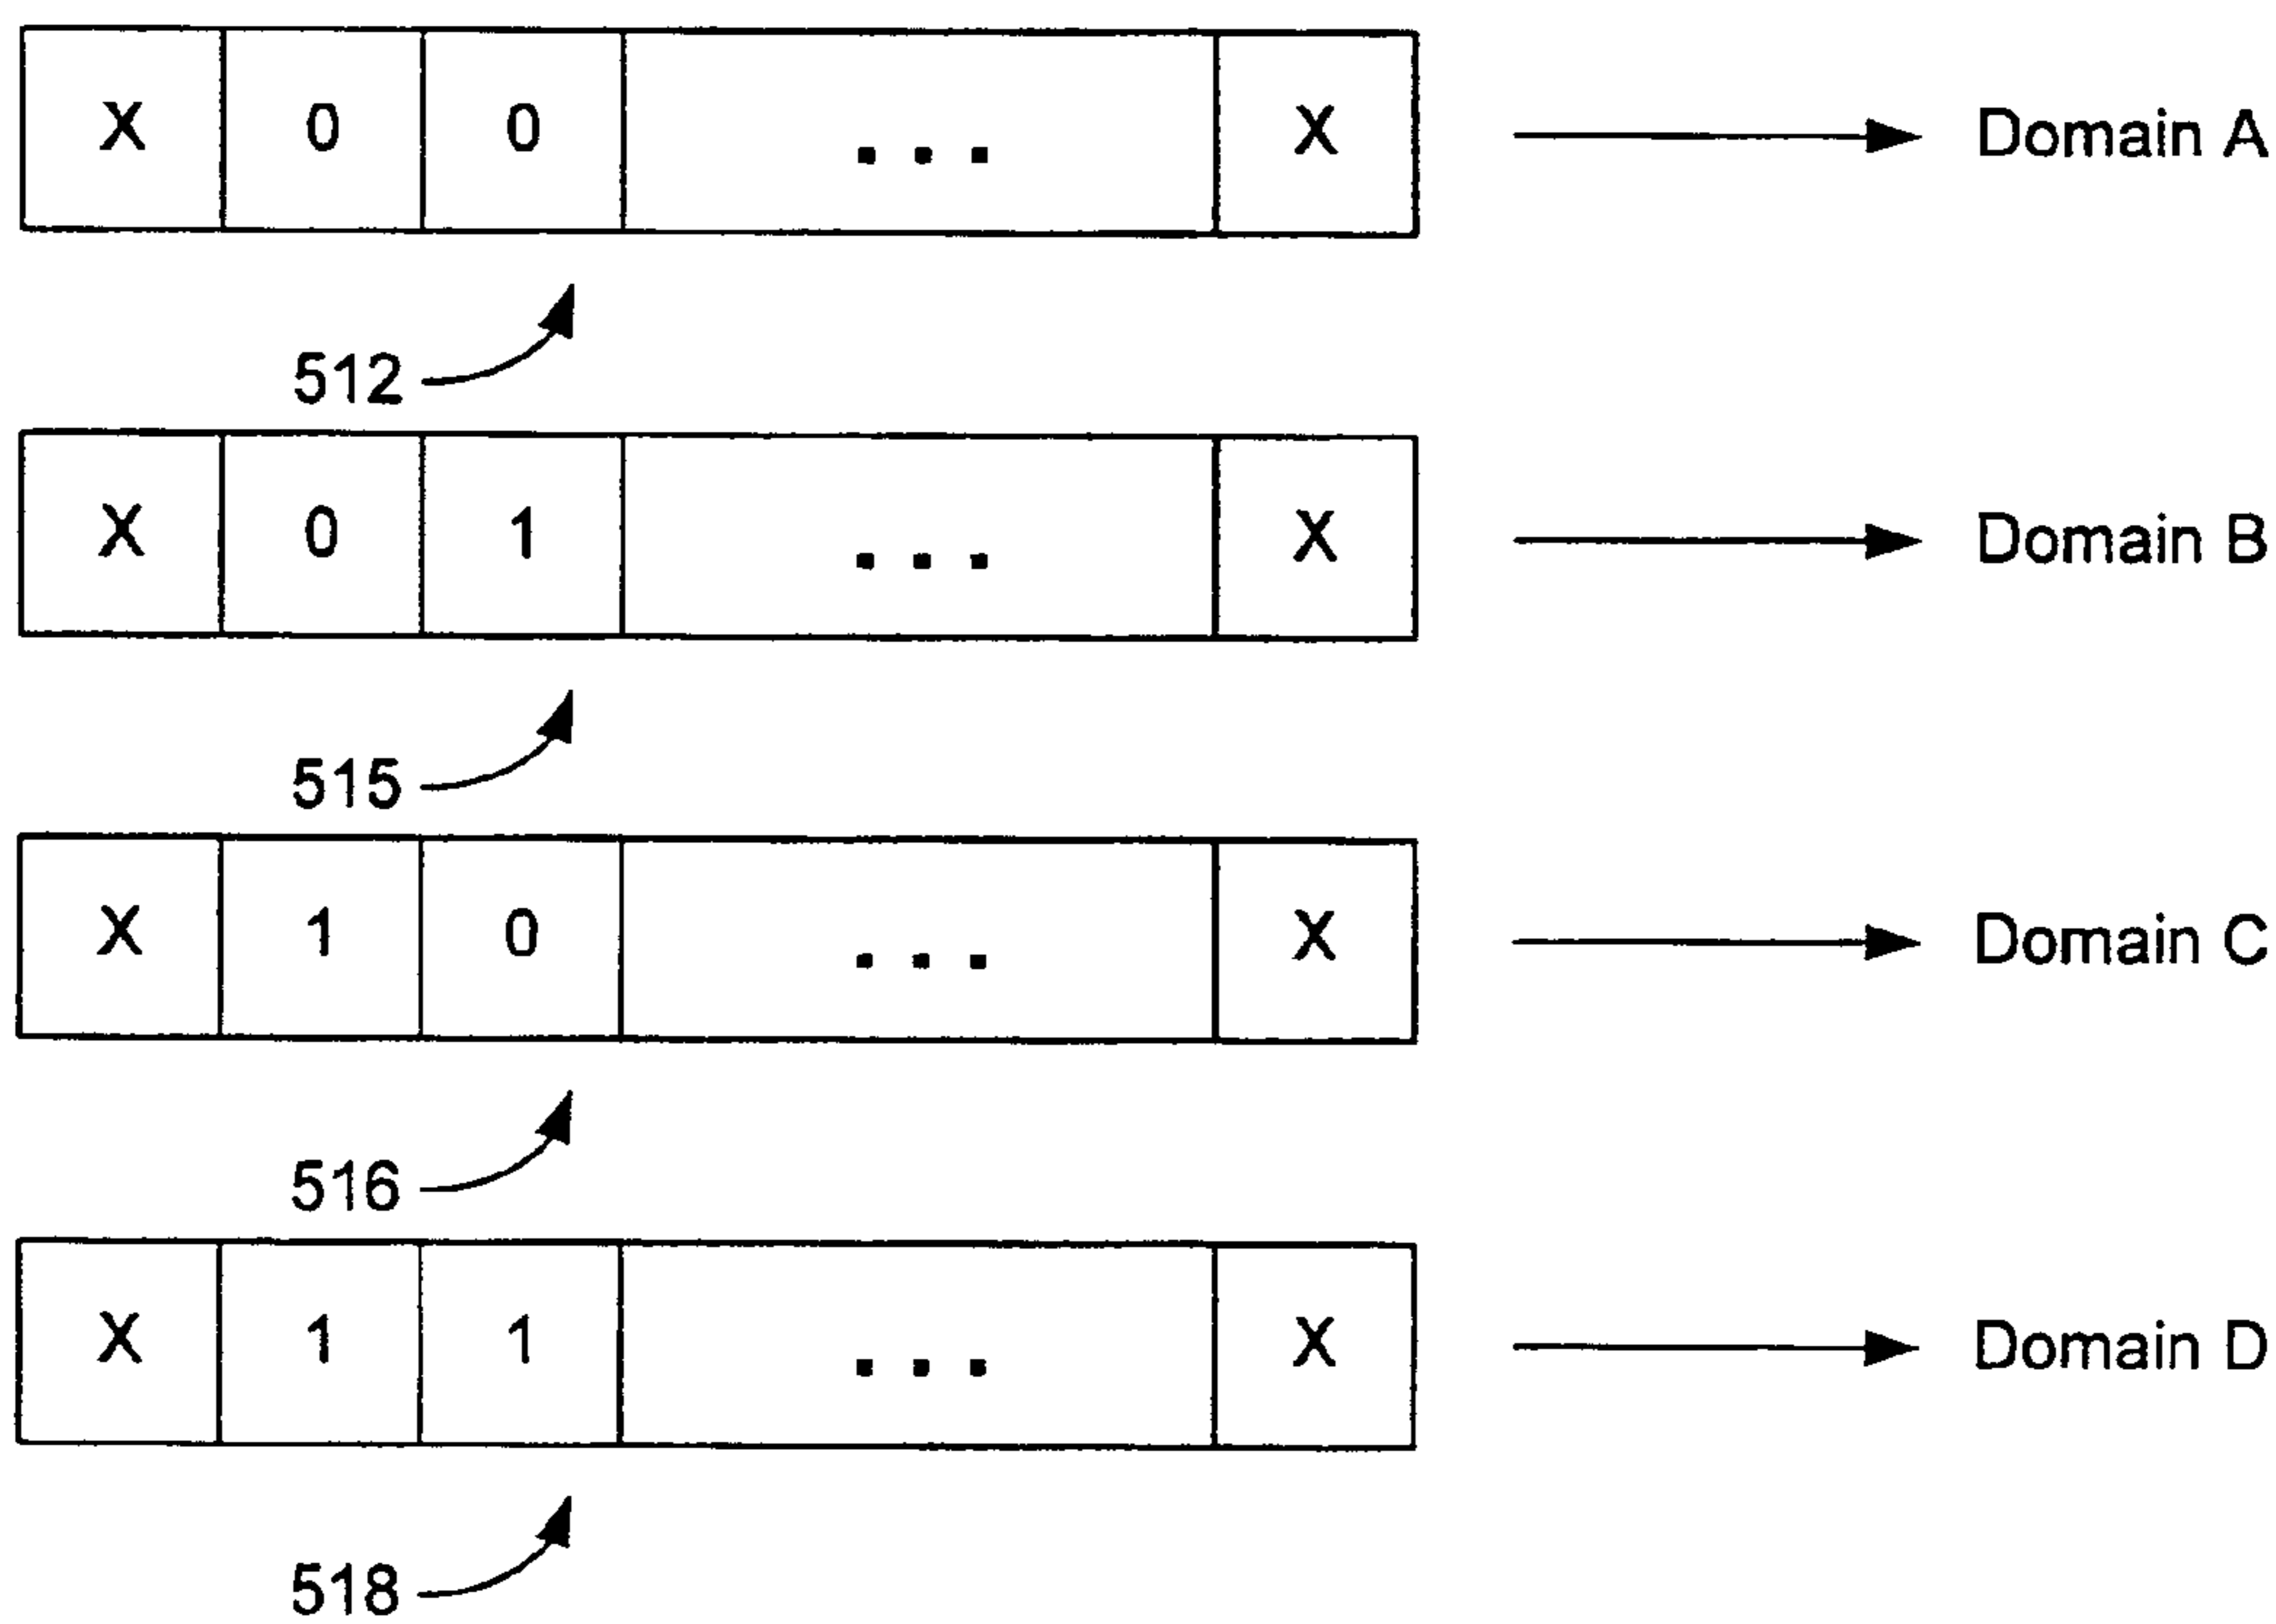 X 0 0 ... X Domain A
512
X 0 1 ... X Domain B
515
X 1 0 ... X Domain C
516
X 1 1 ... X Domain D
518